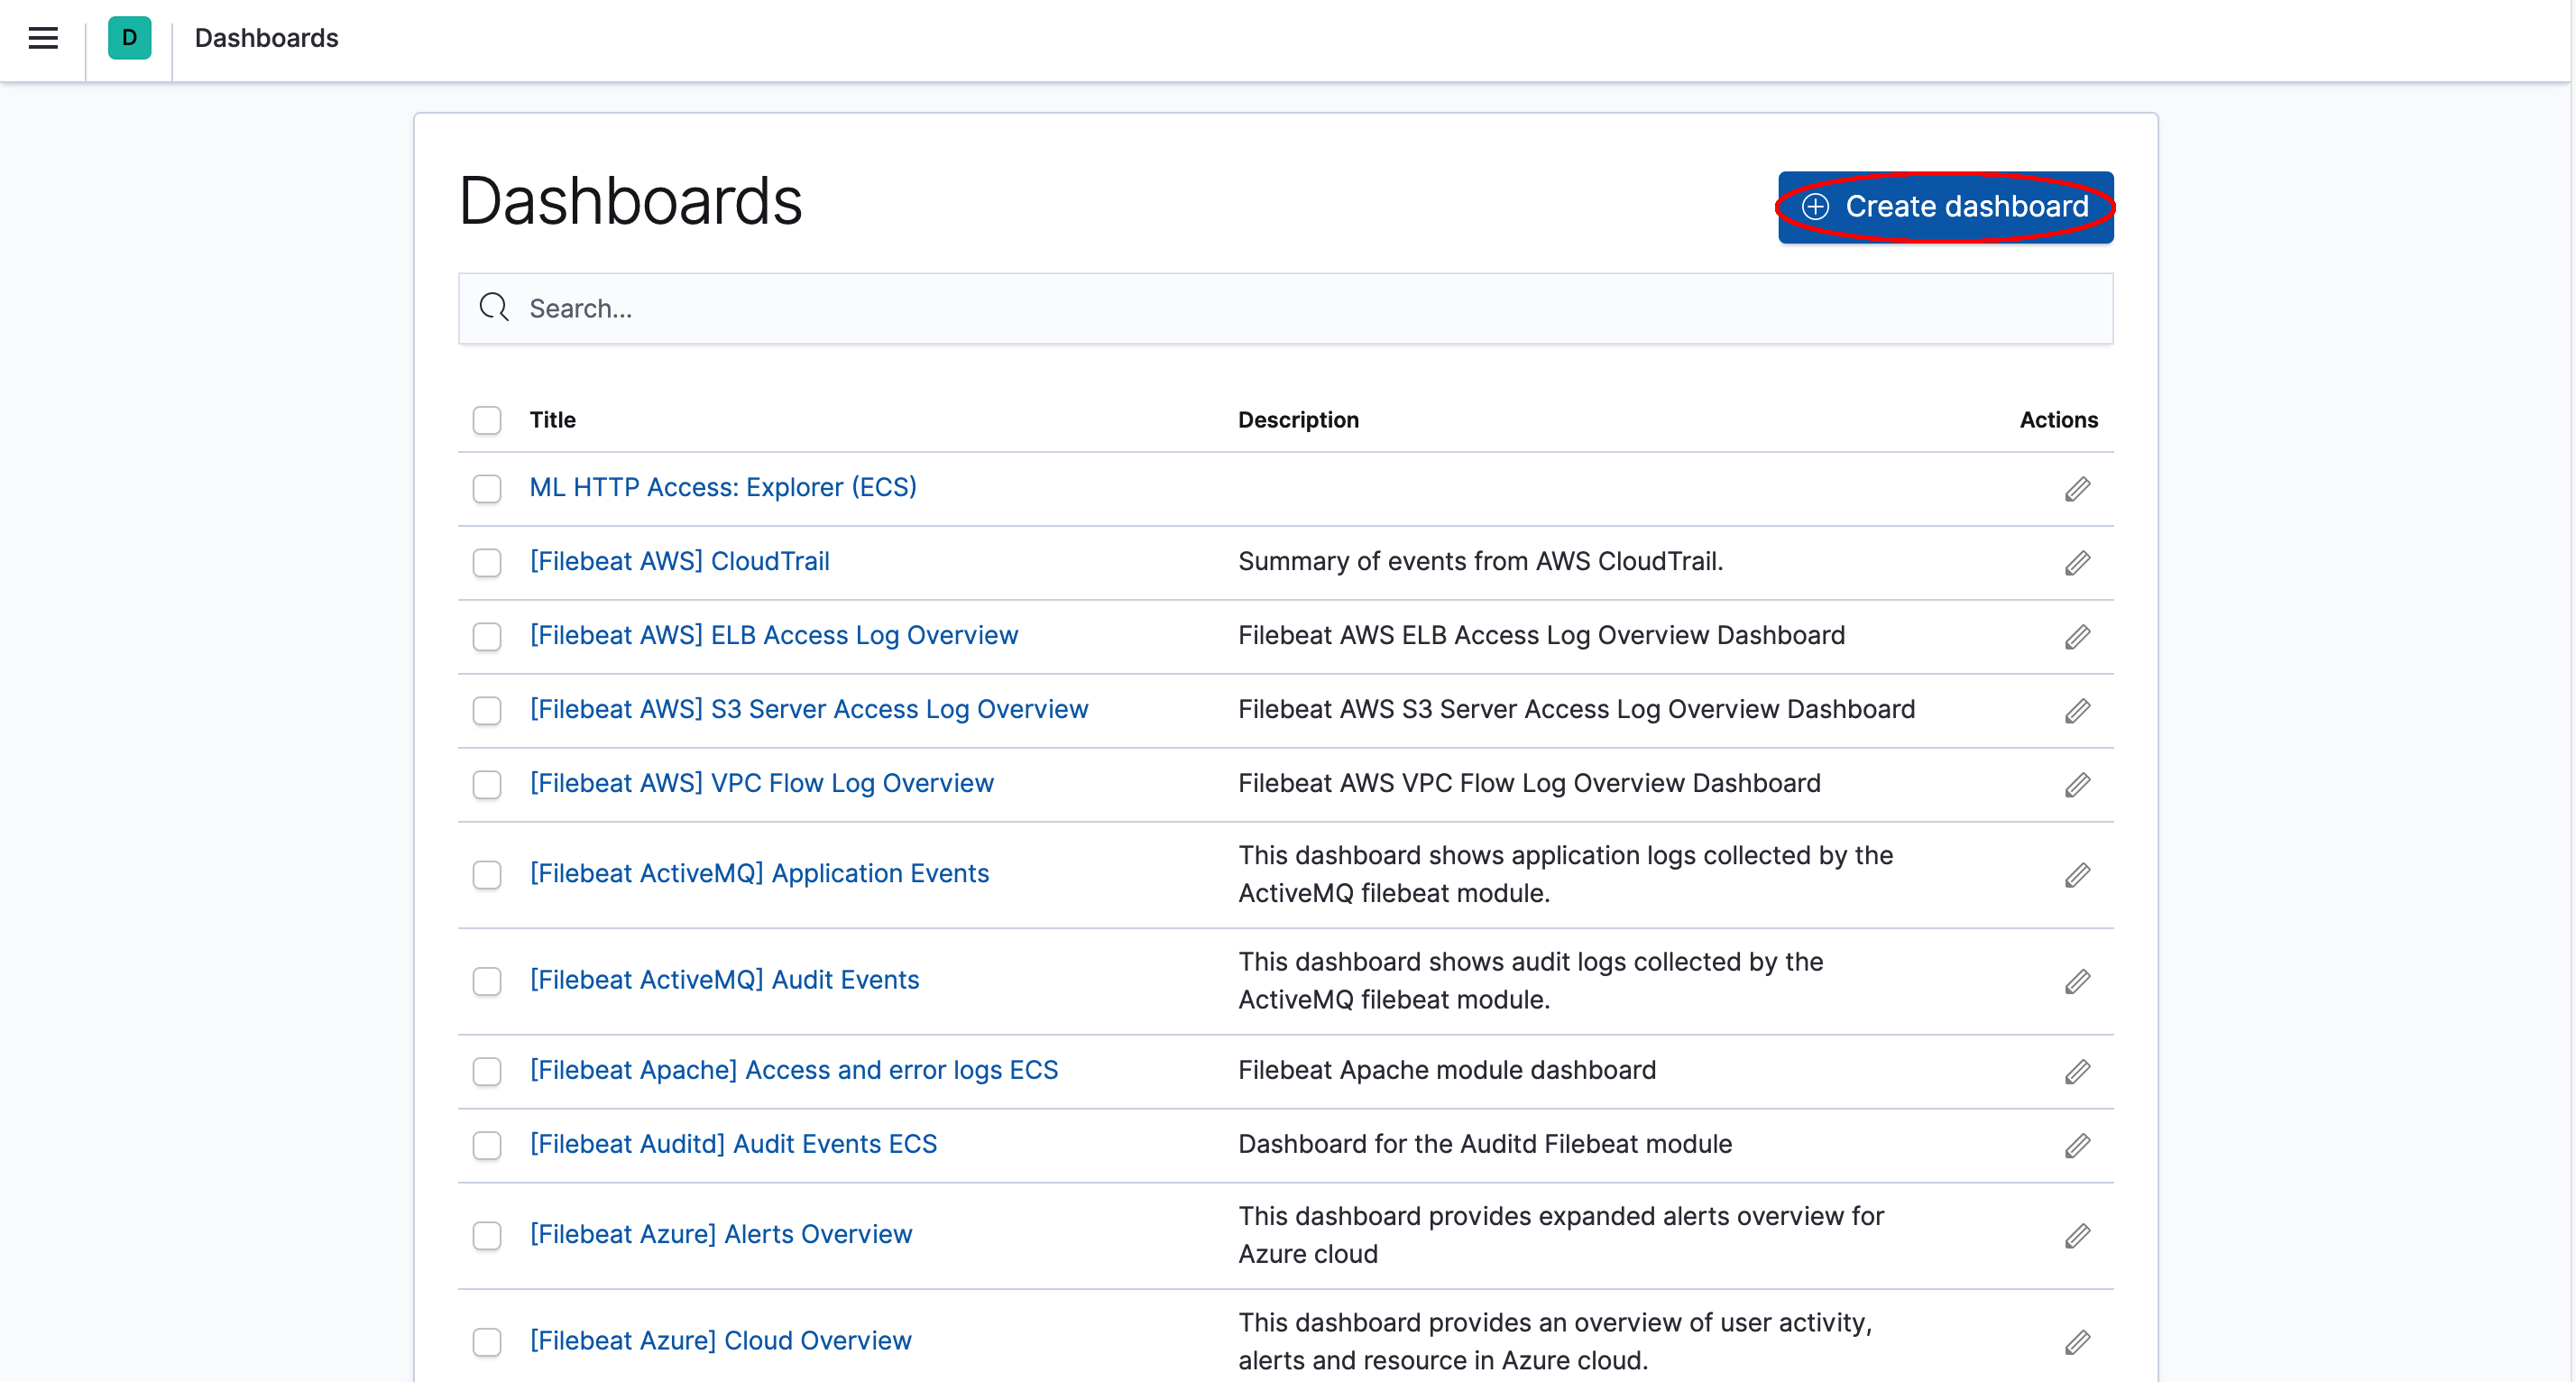 D Dashboards
Dashboards
Create dashboard
Search...
Title Description Actions
ML HTTP Access: Explorer (ECS)
[Filebeat AWS] CloudTrail Summary of events from AWS CloudTrail.
[Filebeat AWS] ELB Access Log Overview Filebeat AWS ELB Access Log Overview Dashboard
[Filebeat AWS] S3 Server Access Log Overview Filebeat AWS S3 Server Access Log Overview Dashboard
[Filebeat AWS] VPC Flow Log Overview Filebeat AWS VPC Flow Log Overview Dashboard
[Filebeat ActiveMQ] Application Events This dashboard shows application logs collected by the
ActiveMQ filebeat module.
[Filebeat ActiveMQ] Audit Events This dashboard shows audit logs collected by the
ActiveMQ filebeat module.
[Filebeat Apache] Access and error logs ECS Filebeat Apache module dashboard
[Filebeat Auditd] Audit Events ECS Dashboard for the Auditd Filebeat module
[Filebeat Azure] Alerts Overview This dashboard provides expanded alerts overview for
Azure cloud
[Filebeat Azure] Cloud Overview This dashboard provides an overview of user activity,
alerts and resource in Azure cloud.